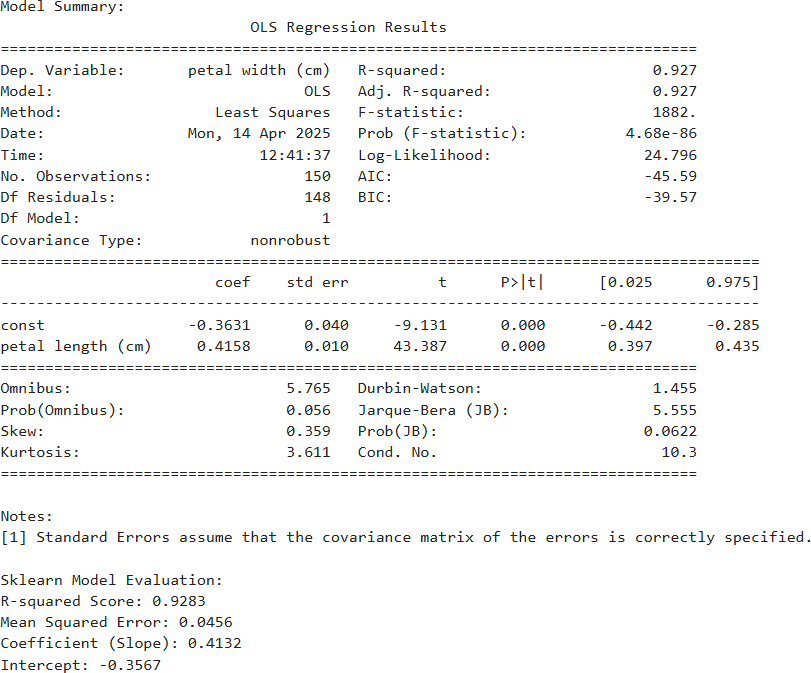 Model Summary:
                            OLS Regression Results
==============================================================================
Dep. Variable:       petal width (cm)   R-squared:                       0.927
Model:                            OLS   Adj. R-squared:                  0.927
Method:                 Least Squares   F-statistic:                     1882.
Date:                Mon, 14 Apr 2025   Prob (F-statistic):           4.68e-86
Time:                        12:41:37   Log-Likelihood:                 24.796
No. Observations:                 150   AIC:                            -45.59
Df Residuals:                     148   BIC:                            -39.57
Df Model:                           1
Covariance Type:            nonrobust
=====================================================================================
                        coef    std err          t      P>|t|      [0.025      0.975]
-------------------------------------------------------------------------------------
const                -0.3631      0.040     -9.131      0.000      -0.442      -0.285
petal length (cm)     0.4158      0.010     43.387      0.000       0.397       0.435
==============================================================================
Omnibus:                        5.765   Durbin-Watson:                   1.455
Prob(Omnibus):                  0.056   Jarque-Bera (JB):                5.555
Skew:                           0.359   Prob(JB):                       0.0622
Kurtosis:                       3.611   Cond. No.                         10.3
==============================================================================

Notes:
[1] Standard Errors assume that the covariance matrix of the errors is correctly specified.

Sklearn Model Evaluation:
R-squared Score: 0.9283
Mean Squared Error: 0.0456
Coefficient (Slope): 0.4132
Intercept: -0.3567